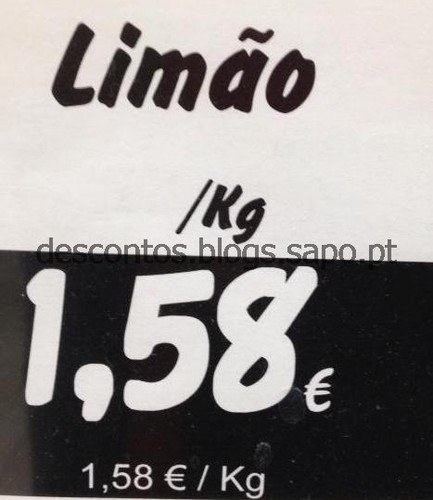 Limão
/Kg
descontos.blogs.sapo.pt
1,58 €
1,58 € / Kg